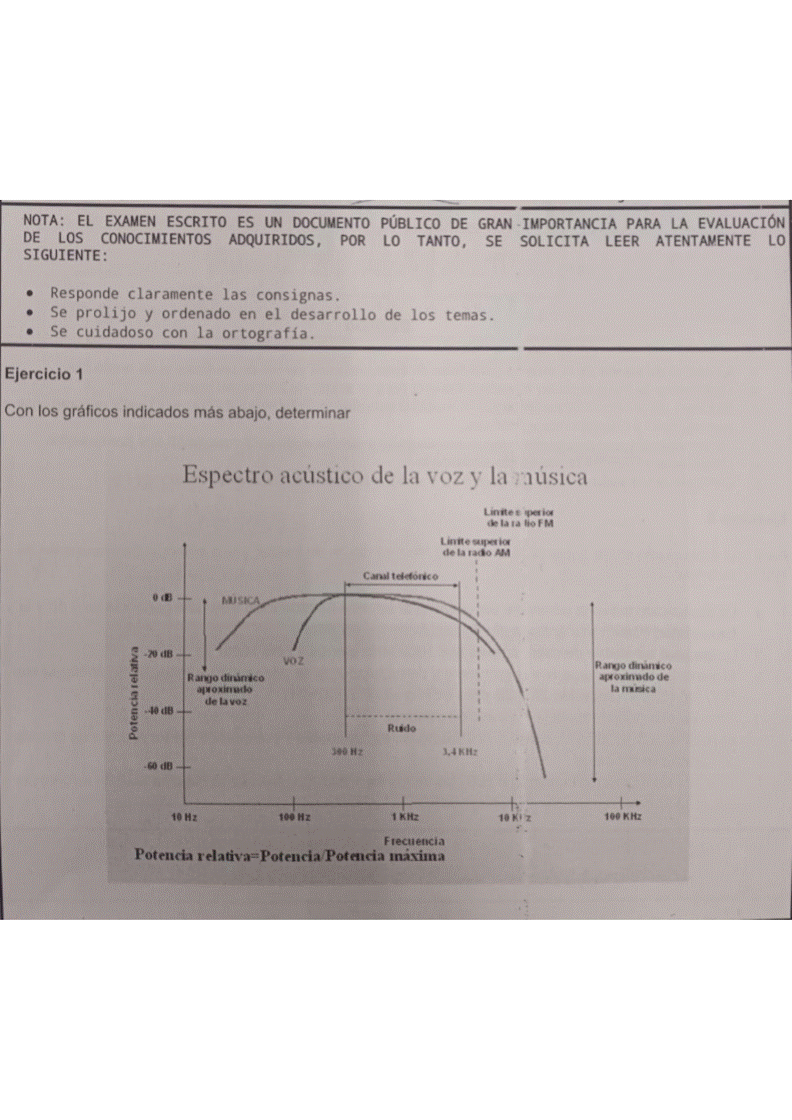 NOTA: EL EXAMEN ESCRITO ES UN DOCUMENTO PÚBLICO DE GRAN IMPORTANCIA PARA LA EVALUACIÓN
DE LOS CONOCIMIENTOS ADQUIRIDOS, POR LO TANTO, SE SOLICITA LEER ATENTAMENTE LO
SIGUIENTE:
• Responde claramente las consignas.
• Se prolijo y ordenado en el desarrollo de los temas.
• Se cuidadoso con la ortografía.
Ejercicio 1
Con los gráficos indicados más abajo, determinar
Espectro acústico de la voz y la música
Límite superior
de la radio FM
Límite superior
de la radio AM
Canal telefónico
0 dB
MÚSICA
-20 dB
VOZ
Rango dinámico
aproximado
de la voz
Rango dinámico
aproximado de
la música
Potencia relativa
-40 dB
Ruido
300 Hz
3,4 KHz
-60 dB
10 Hz
100 Hz
1 KHz
10 KHz
100 KHz
Frecuencia
Potencia relativa=Potencia/Potencia máxima